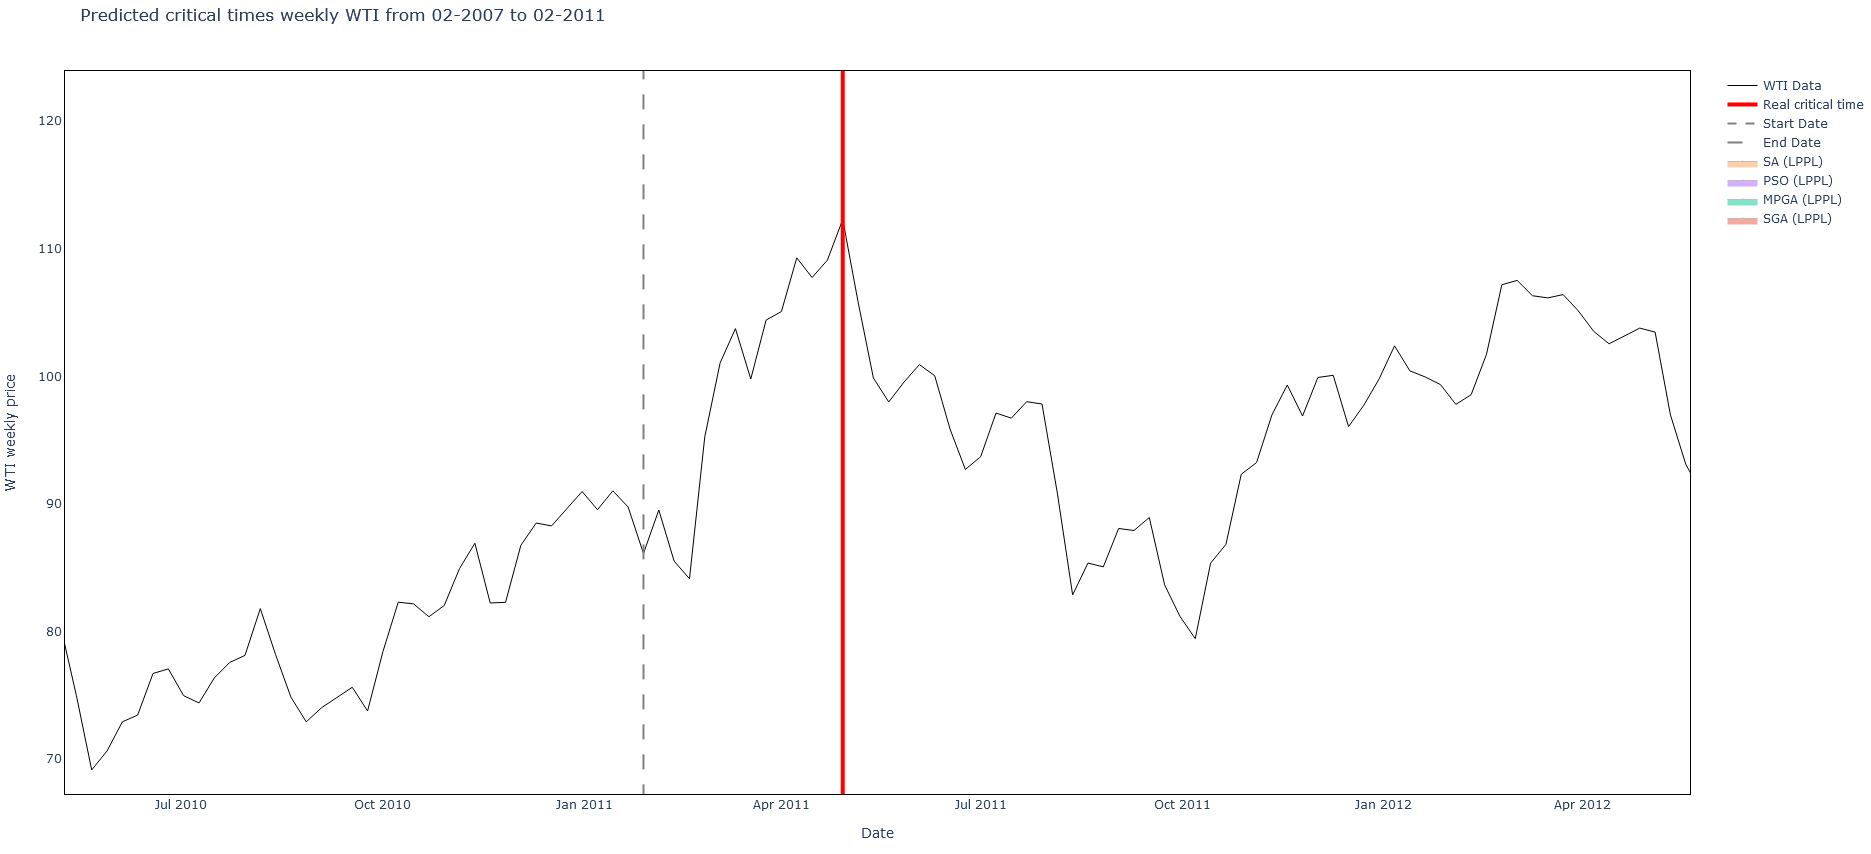 Predicted critical times weekly WTI from 02-2007 to 02-2011
WTI Data
Real critical time
Start Date
End Date
SA (LPPL)
PSO (LPPL)
MPGA (LPPL)
SGA (LPPL)
120
110
100
90
80
70
WTI weekly price
Jul 2010
Oct 2010
Jan 2011
Apr 2011
Jul 2011
Oct 2011
Jan 2012
Apr 2012
Date